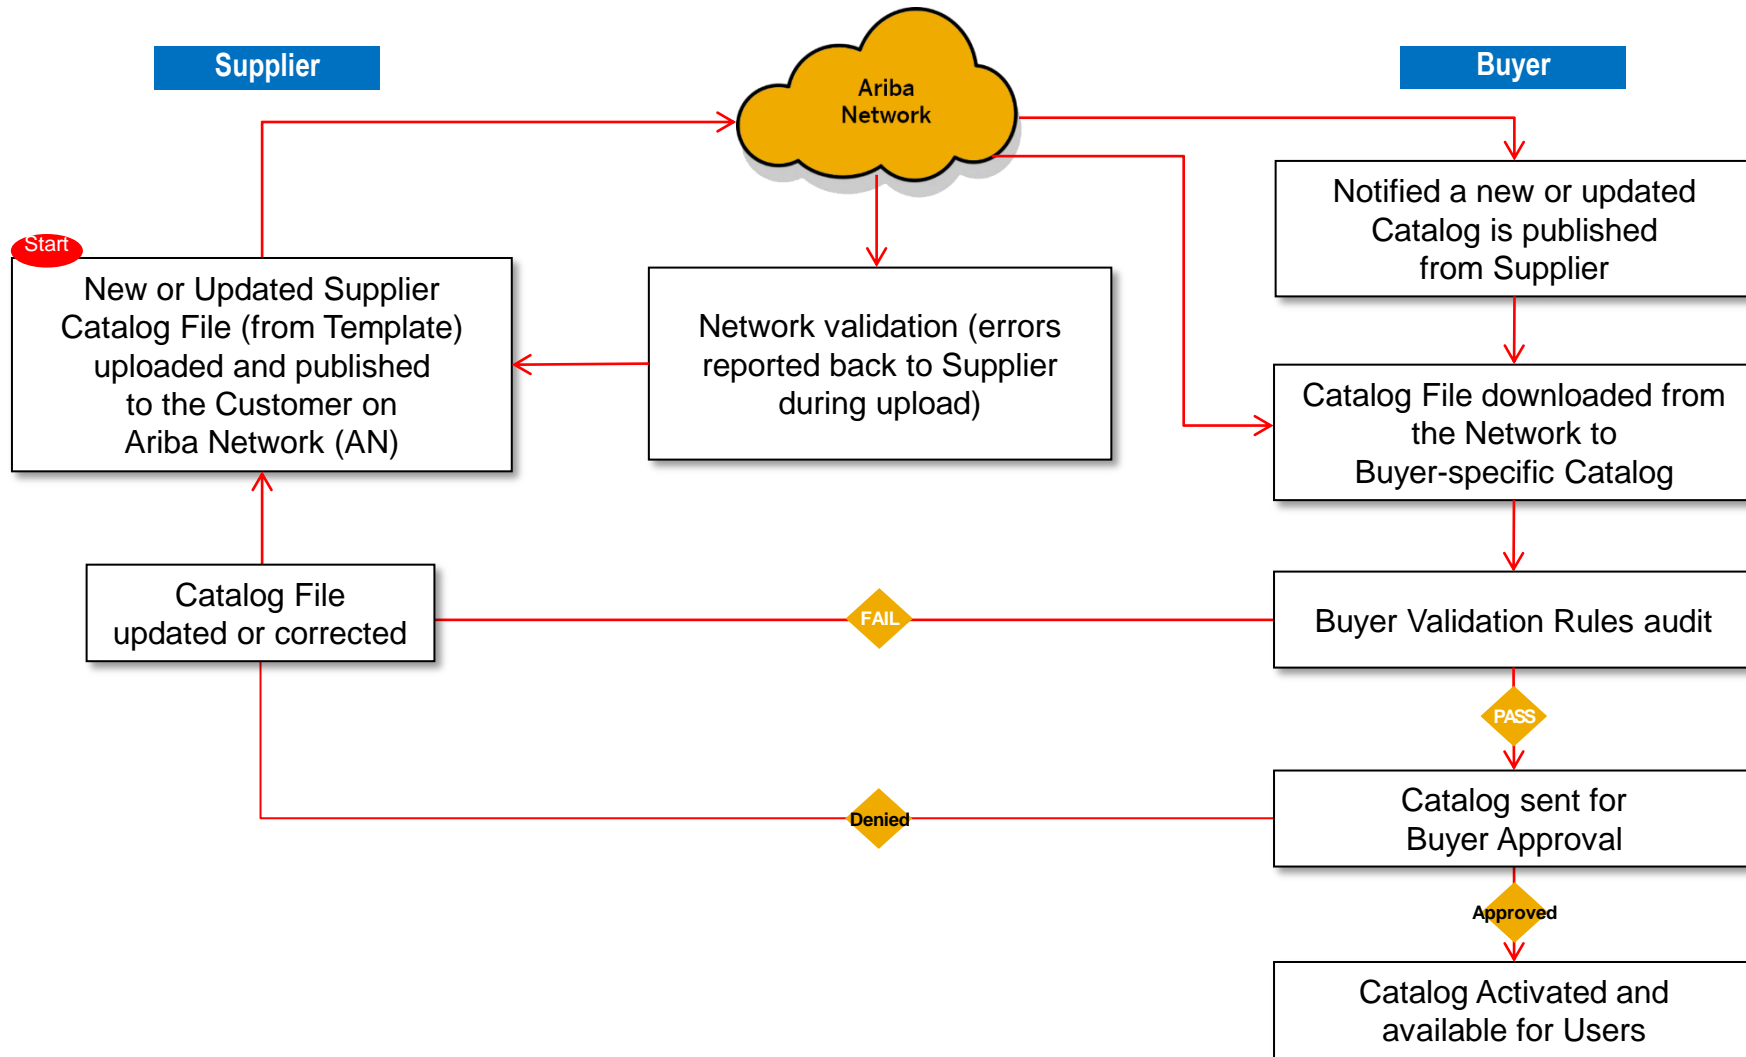 Supplier
Ariba
Network
Buyer
Start
New or Updated Supplier
Catalog File (from Template)
uploaded and published
to the Customer on
Ariba Network (AN)
Network validation (errors
reported back to Supplier
during upload)
Notified a new or updated
Catalog is published
from Supplier
Catalog File downloaded from
the Network to
Buyer-specific Catalog
Catalog File
updated or corrected
FAIL
Buyer Validation Rules audit
PASS
Denied
Catalog sent for
Buyer Approval
Approved
Catalog Activated and
available for Users